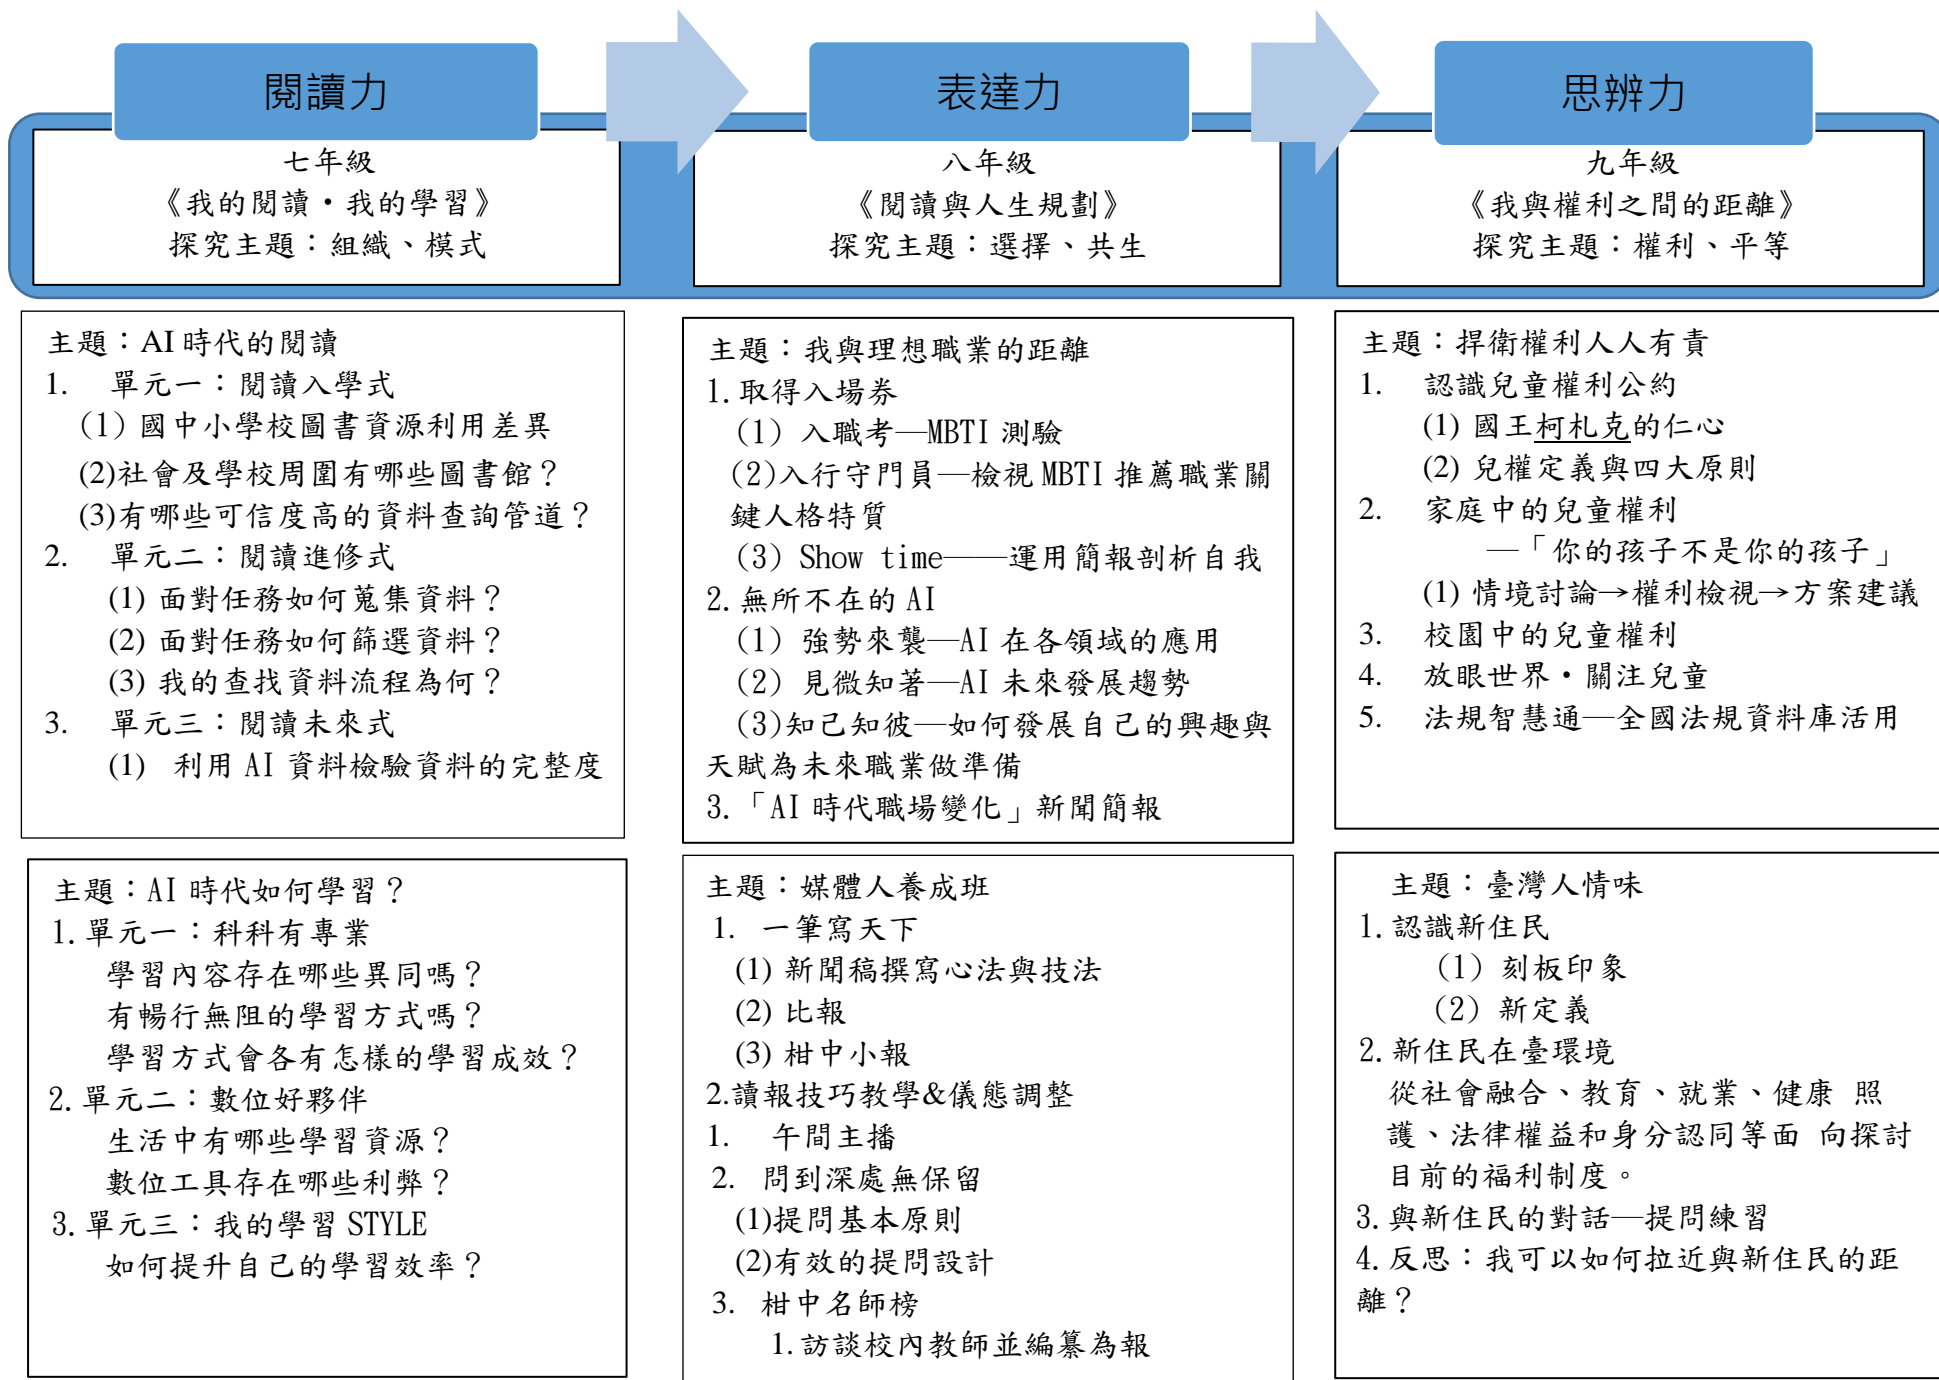 閱讀力
表達力
思辨力
七年級
《我的閱讀•我的學習》
探究主題：組織、模式
八年級
《閱讀與人生規劃》
探究主題：選擇、共生
九年級
《我與權利之間的距離》
探究主題：權利、平等
主題：AI 時代的閱讀
1. 單元一：閱讀入學式
(1) 國中小學校圖書資源利用差異
(2)社會及學校周圍有哪些圖書館？
(3)有哪些可信度高的資料查詢管道？
2. 單元二：閱讀進修式
(1) 面對任務如何蒐集資料？
(2) 面對任務如何篩選資料？
(3) 我的查找資料流程為何？
3. 單元三：閱讀未來式
(1) 利用 AI 資料檢驗資料的完整度
主題：我與理想職業的距離
1. 取得入場券
(1) 入職考—MBTI 測驗
(2)入行守門員—檢視 MBTI 推薦職業關
鍵人格特質
(3) Show time——運用簡報剖析自我
2. 無所不在的 AI
(1) 強勢來襲—AI 在各領域的應用
(2) 見微知著—AI 未來發展趨勢
(3)知己知彼—如何發展自己的興趣與
天賦為未來職業做準備
3.「AI 時代職場變化」新聞簡報
主題：捍衛權利人人有責
1. 認識兒童權利公約
(1) 國王柯札克的仁心
(2) 兒權定義與四大原則
2. 家庭中的兒童權利
—「你的孩子不是你的孩子」
(1) 情境討論→權利檢視→方案建議
3. 校園中的兒童權利
4. 放眼世界•關注兒童
5. 法規智慧通—全國法規資料庫活用
主題：AI 時代如何學習？
1. 單元一：科科有專業
學習內容存在哪些異同嗎？
有暢行無阻的學習方式嗎？
學習方式會各有怎樣的學習成效？
2. 單元二：數位好夥伴
生活中有哪些學習資源？
數位工具存在哪些利弊？
3. 單元三：我的學習 STYLE
如何提升自己的學習效率？
主題：媒體人養成班
1. 一筆寫天下
(1) 新聞稿撰寫心法與技法
(2) 比報
(3) 柑中小報
2.讀報技巧教學&儀態調整
1. 午間主播
2. 問到深處無保留
(1)提問基本原則
(2)有效的提問設計
3. 柑中名師榜
1. 訪談校內教師並編纂為報
主題：臺灣人情味
1. 認識新住民
(1) 刻板印象
(2) 新定義
2. 新住民在臺環境
從社會融合、教育、就業、健康 照
護、法律權益和身分認同等面 向探討
目前的福利制度。
3. 與新住民的對話—提問練習
4. 反思：我可以如何拉近與新住民的距
離？